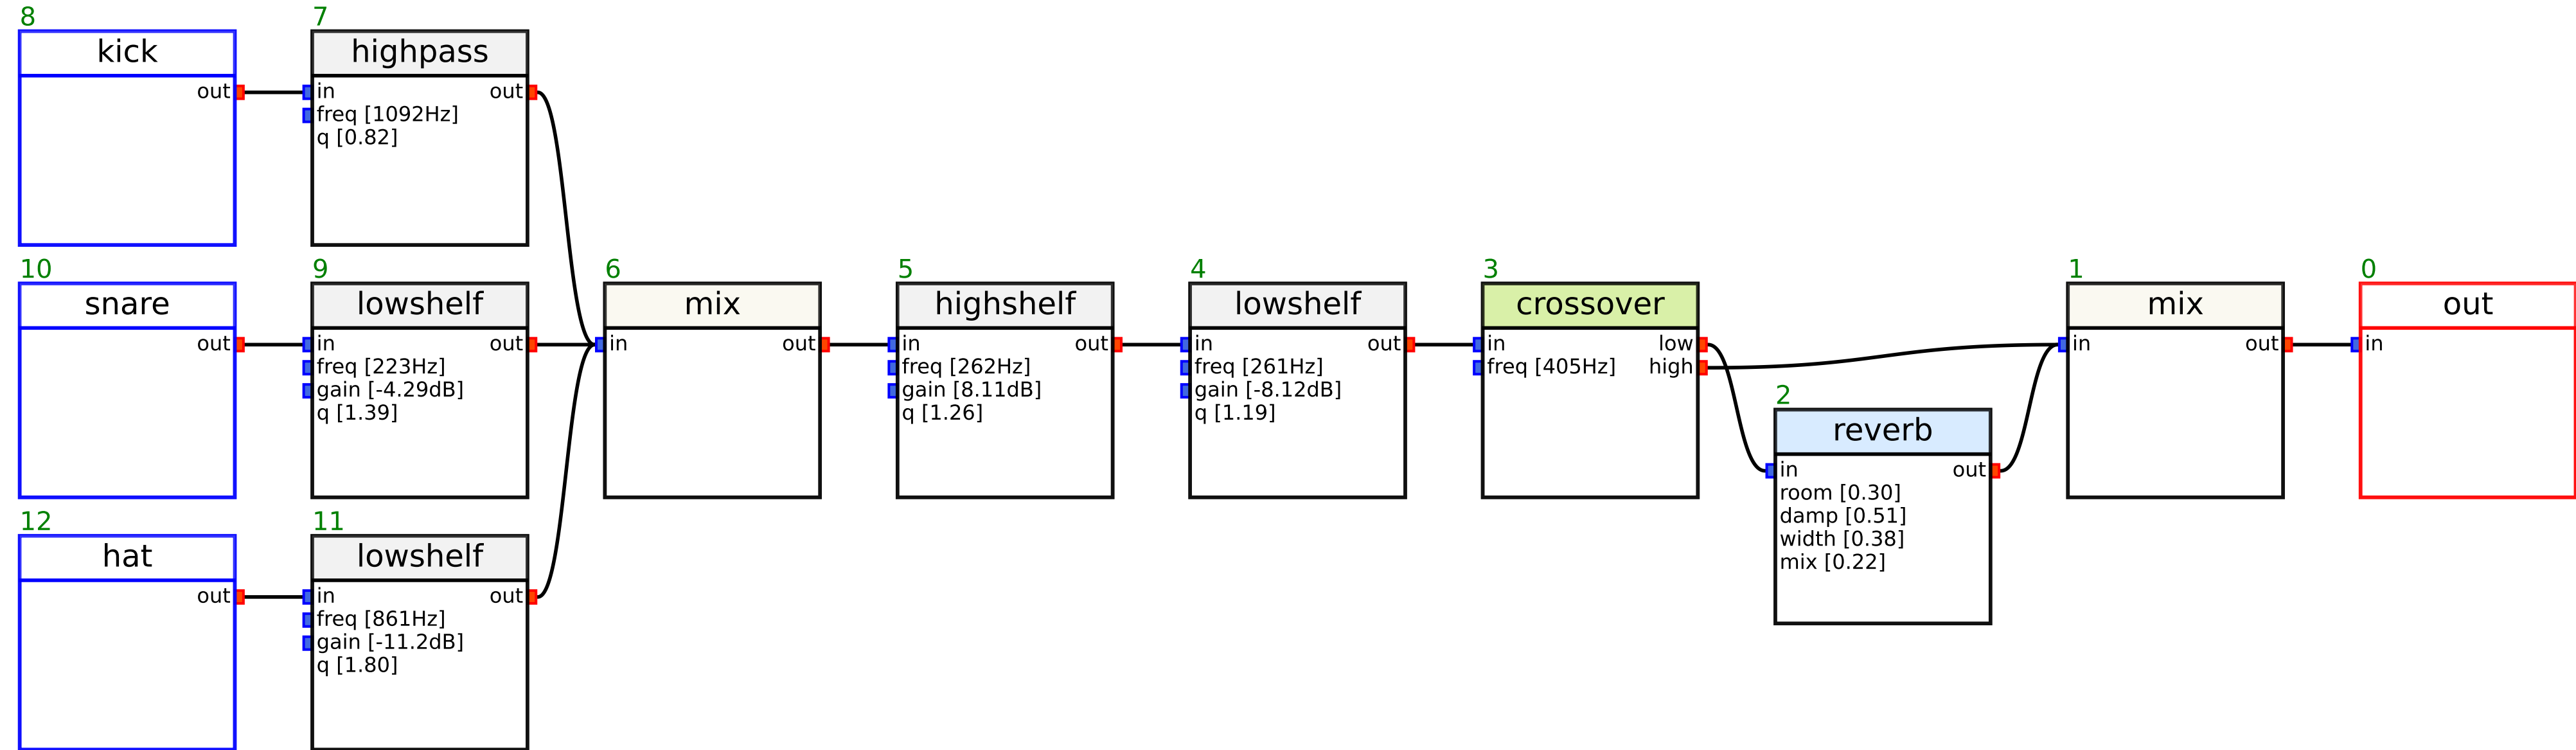 8
kick
out
7
highpass
in out
freq [1092Hz]
q [0.82]
10
snare
out
9
lowshelf
in out
freq [223Hz]
gain [-4.29dB]
q [1.39]
12
hat
out
11
lowshelf
in out
freq [861Hz]
gain [-11.2dB]
q [1.80]
6
mix
in out
5
highshelf
in out
freq [262Hz]
gain [8.11dB]
q [1.26]
4
lowshelf
in out
freq [261Hz]
gain [-8.12dB]
q [1.19]
3
crossover
in low
freq [405Hz] high
2
reverb
in out
room [0.30]
damp [0.51]
width [0.38]
mix [0.22]
1
mix
in out
0
out
in